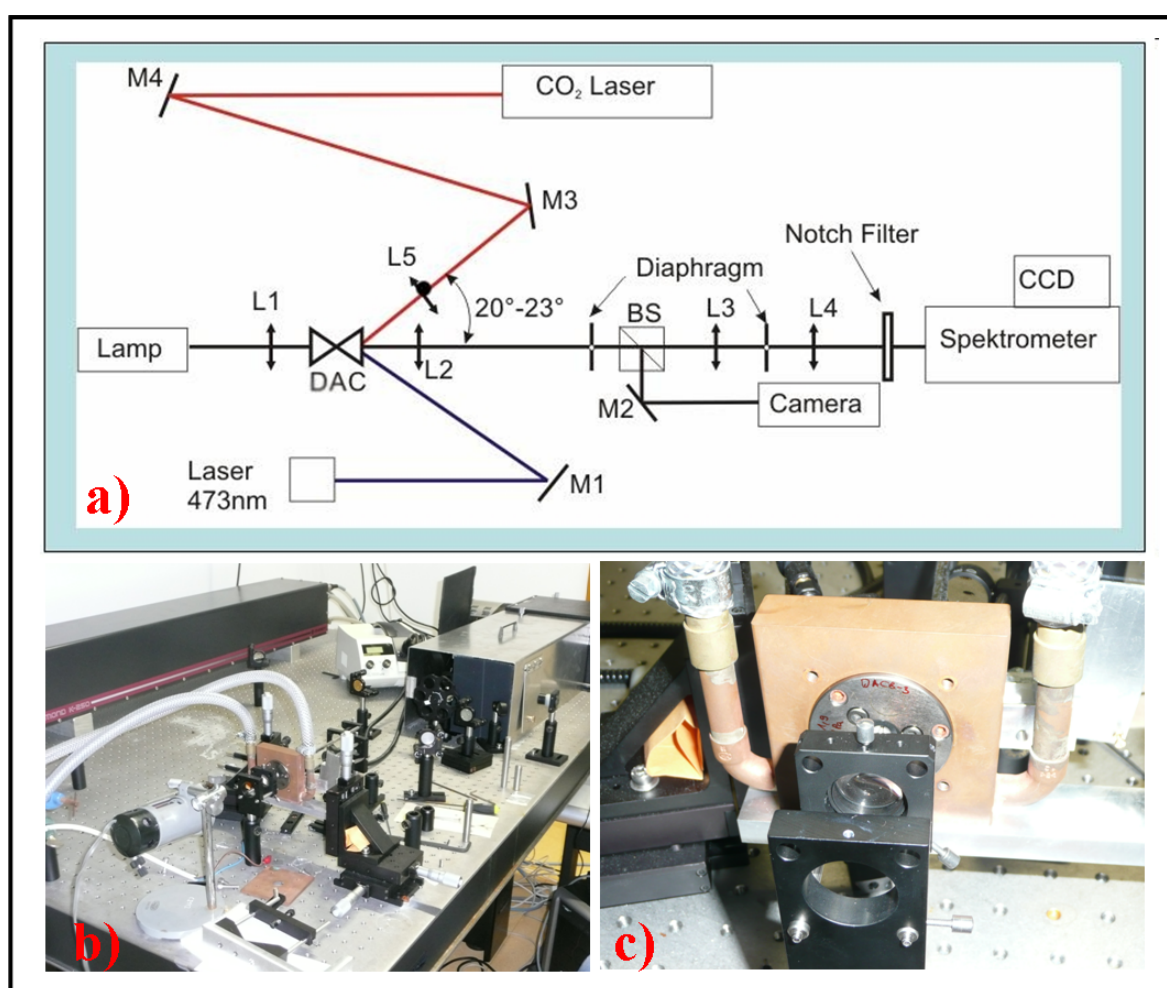 M4
CO₂ Laser
M3
L5
Notch Filter
Diaphragm
CCD
L1
20°-23°
BS
L3
L4
Lamp
Spektrometer
DAC
L2
M2
Camera
Laser
473nm
M1
a)
b)
c)